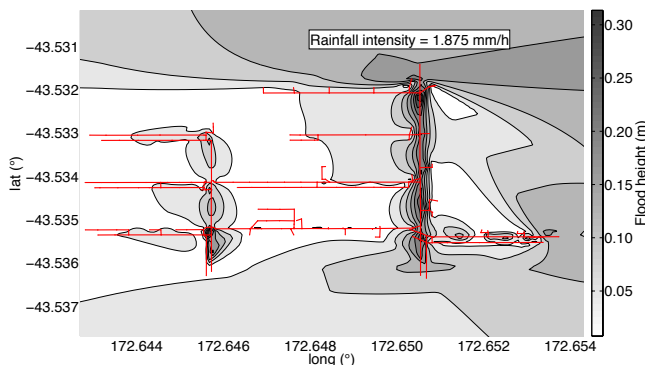 Rainfall intensity = 1.875 mm/h
−43.531
−43.532
−43.533
−43.534
−43.535
−43.536
−43.537
lat (°)
172.644 172.646 172.648 172.650 172.652 172.654
long (°)
0.30
0.25
0.20
0.15
0.10
0.05
Flood height (m)